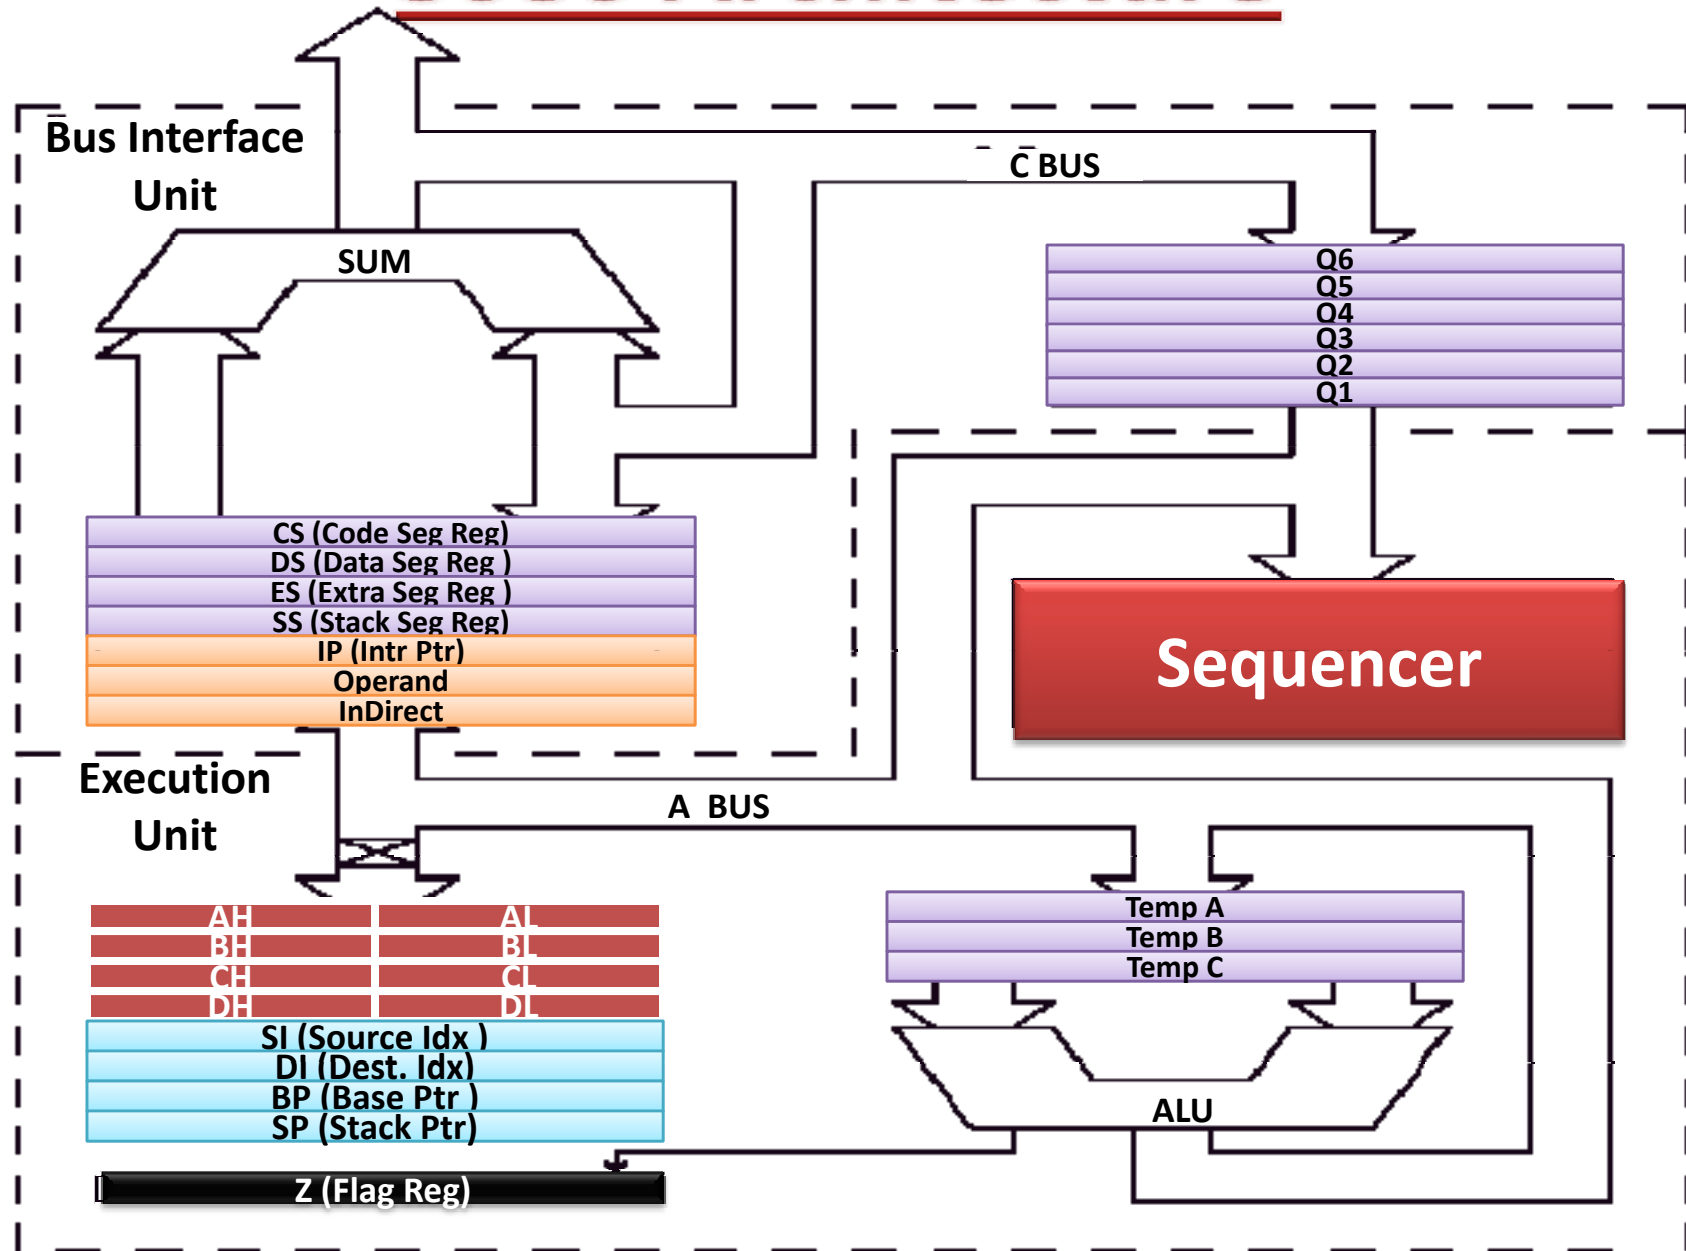 Bus Interface
Unit
C BUS
SUM
Q6
Q5
Q4
Q3
Q2
Q1
CS (Code Seg Reg)
DS (Data Seg Reg )
ES (Extra Seg Reg )
SS (Stack Seg Reg)
IP (Intr Ptr)
Operand
InDirect
Sequencer
Execution
Unit
A BUS
AH AL
BH BL
CH CL
DH DL
SI (Source Idx )
DI (Dest. Idx)
BP (Base Ptr )
SP (Stack Ptr)
Z (Flag Reg)
Temp A
Temp B
Temp C
ALU